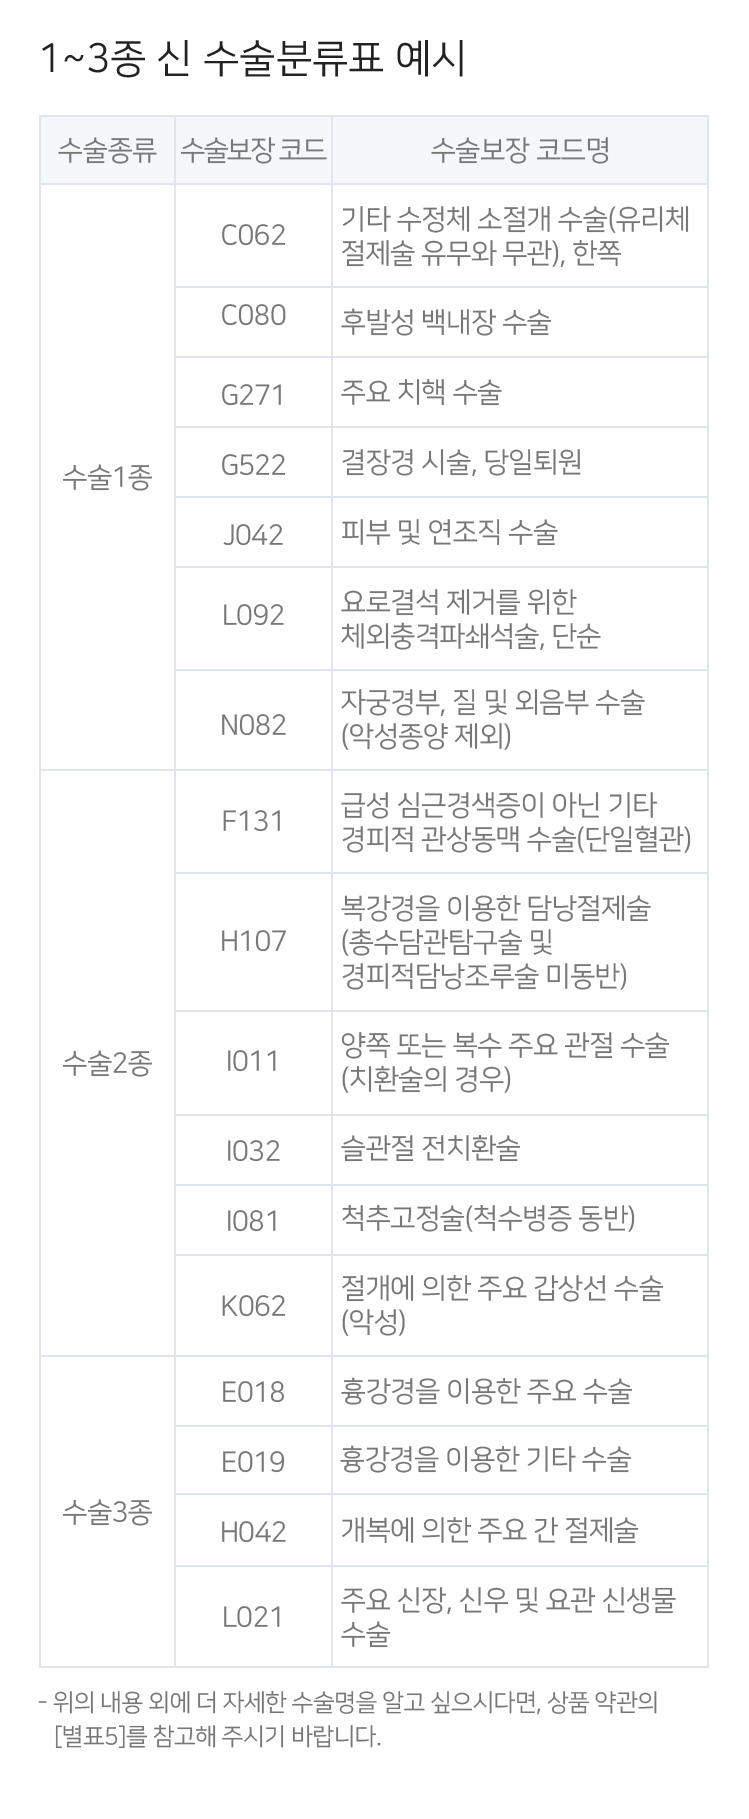 1~3종 신 수술분류표 예시
수술종류 수술보장 코드 수술보장 코드명
수술1종
C062 기타 수정체 소절개 수술(유리체
절제술 유무와 무관), 한쪽
C080 후발성 백내장 수술
G271 주요 치핵 수술
G522 결장경 시술, 당일퇴원
J042 피부 및 연조직 수술
L092 요로결석 제거를 위한
체외충격파쇄석술, 단순
N082 자궁경부, 질 및 외음부 수술
(악성종양 제외)
수술2종
F131 급성 심근경색증이 아닌 기타
경피적 관상동맥 수술(단일혈관)
H107 복강경을 이용한 담낭절제술
(총수담관탐구술 및
경피적담낭조루술 미동반)
I011 양쪽 또는 복수 주요 관절 수술
(치환술의 경우)
I032 슬관절 전치환술
I081 척추고정술(척수병증 동반)
K062 절개에 의한 주요 갑상선 수술
(악성)
수술3종
E018 흉강경을 이용한 주요 수술
E019 흉강경을 이용한 기타 수술
H042 개복에 의한 주요 간 절제술
L021 주요 신장, 신우 및 요관 신생물
수술
- 위의 내용 외에 더 자세한 수술명을 알고 싶으시다면, 상품 약관의
[별표5]를 참고해 주시기 바랍니다.